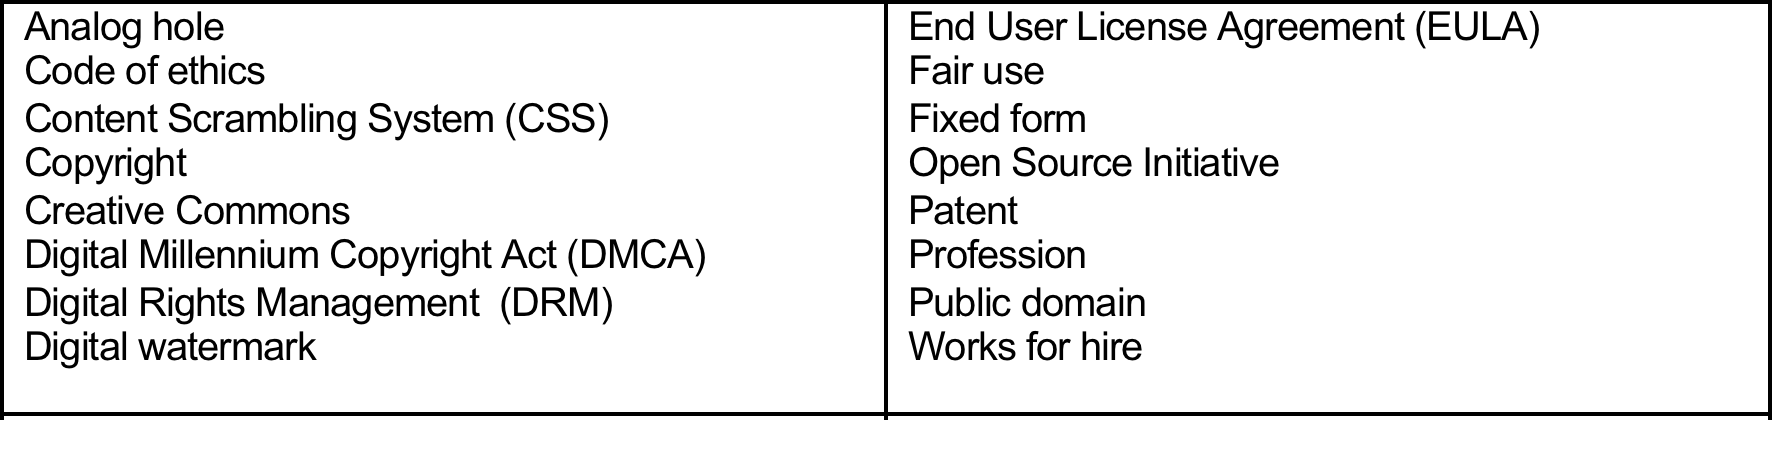 Analog hole
Code of ethics
Content Scrambling System (CSS)
Copyright
Creative Commons
Digital Millennium Copyright Act (DMCA)
Digital Rights Management  (DRM)
Digital watermark
End User License Agreement (EULA)
Fair use
Fixed form
Open Source Initiative
Patent
Profession
Public domain
Works for hire